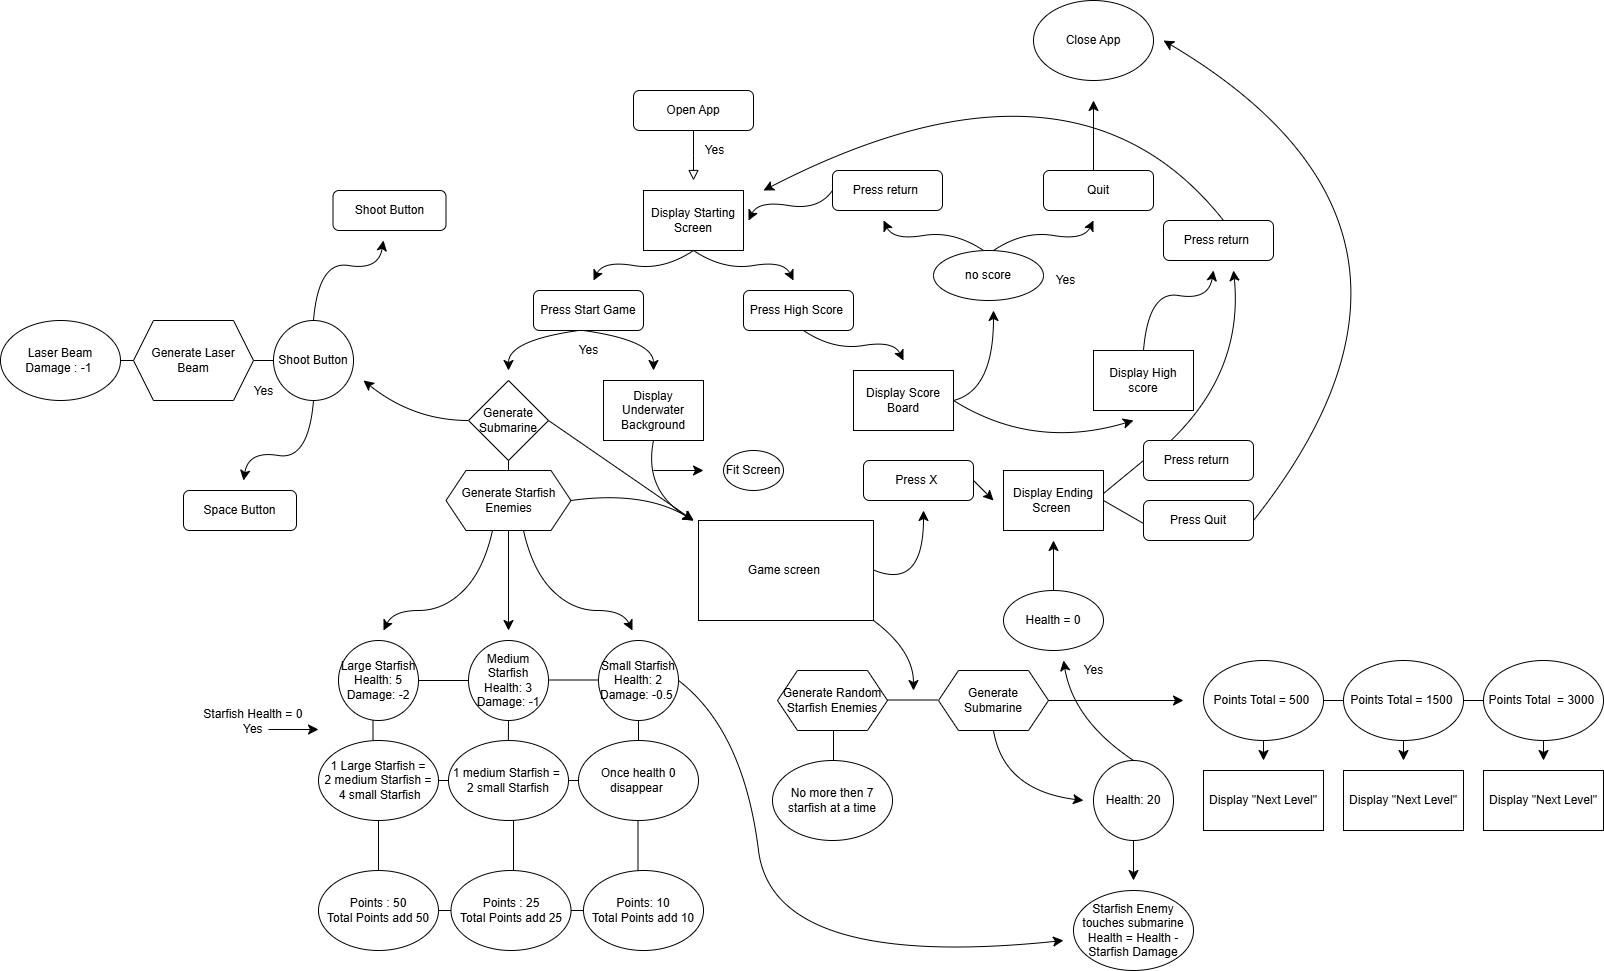 Close App
Open App
Yes
Press return
Quit
Shoot Button
Display Starting
Screen
Press return
no score
Yes
Press Start Game
Press High Score
Laser Beam
Damage : -1
Generate Laser
Beam
Yes
Shoot Button
Yes
Display High
score
Display Score
Board
Generate
Submarine
Display
Underwater
Background
Fit Screen
Press return
Press X
Display Ending
Screen
Generate Starfish
Enemies
Space Button
Press Quit
Game screen
Health = 0
Yes
Large Starfish
Health: 5
Damage: -2
Medium
Starfish
Health: 3
Damage: -1
Small Starfish
Health: 2
Damage: -0.5
Generate Random
Starfish Enemies
Generate
Submarine
Points Total = 500
Points Total = 1500
Points Total  = 3000
Starfish Health = 0
Yes
1 Large Starfish =
2 medium Starfish =
4 small Starfish
1 medium Starfish =
2 small Starfish
Once health 0
disappear
No more then 7
starfish at a time
Health: 20
Display "Next Level"
Display "Next Level"
Display "Next Level"
Points : 50
Total Points add 50
Points : 25
Total Points add 25
Points: 10
Total Points add 10
Starfish Enemy
touches submarine
Health = Health -
Starfish Damage